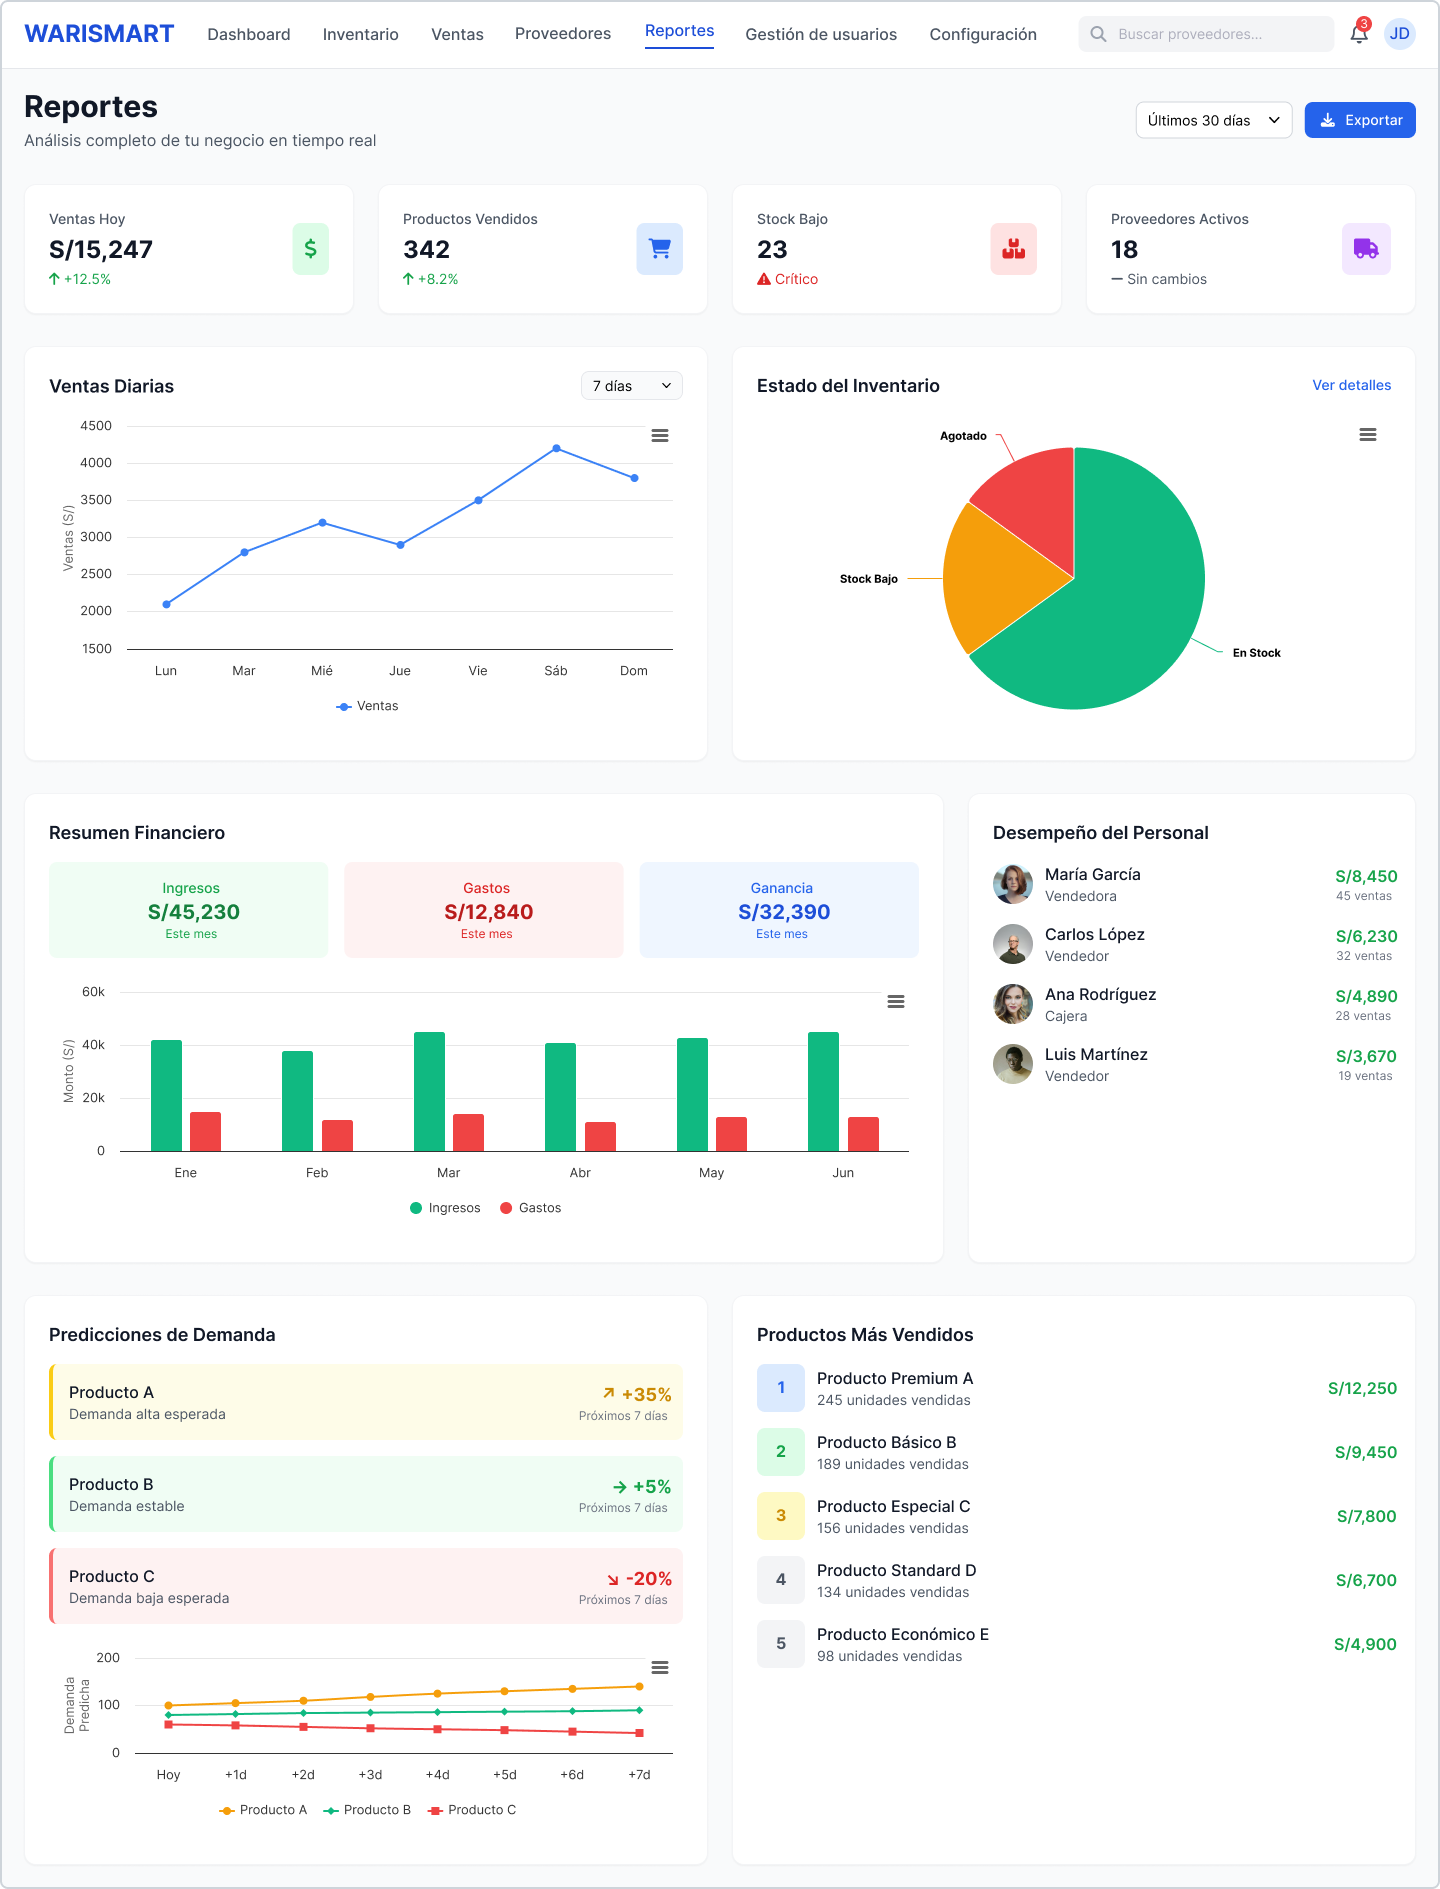 WARISMART
Dashboard
Inventario
Ventas
Proveedores
Reportes
Gestión de usuarios
Configuración
Buscar proveedores...
3
JD
Reportes
Análisis completo de tu negocio en tiempo real
Últimos 30 días
Exportar
Ventas Hoy
S/15,247
+12.5%
Productos Vendidos
342
+8.2%
Stock Bajo
23
Crítico
Proveedores Activos
18
Sin cambios
Ventas Diarias
7 días
4500
4000
3500
3000
2500
2000
1500
Ventas (S/)
Lun
Mar
Mié
Jue
Vie
Sáb
Dom
Ventas
Estado del Inventario
Ver detalles
Agotado
Stock Bajo
En Stock
Resumen Financiero
Ingresos
S/45,230
Este mes
Gastos
S/12,840
Este mes
Ganancia
S/32,390
Este mes
60k
40k
20k
0
Monto (S/)
Ene
Feb
Mar
Abr
May
Jun
Ingresos
Gastos
Desempeño del Personal
María García
Vendedora
S/8,450
45 ventas
Carlos López
Vendedor
S/6,230
32 ventas
Ana Rodríguez
Cajera
S/4,890
28 ventas
Luis Martínez
Vendedor
S/3,670
19 ventas
Predicciones de Demanda
Producto A
Demanda alta esperada
+35%
Próximos 7 días
Producto B
Demanda estable
+5%
Próximos 7 días
Producto C
Demanda baja esperada
-20%
Próximos 7 días
200
100
0
Demanda
Predicha
Hoy
+1d
+2d
+3d
+4d
+5d
+6d
+7d
Producto A
Producto B
Producto C
Productos Más Vendidos
1
Producto Premium A
245 unidades vendidas
S/12,250
2
Producto Básico B
189 unidades vendidas
S/9,450
3
Producto Especial C
156 unidades vendidas
S/7,800
4
Producto Standard D
134 unidades vendidas
S/6,700
5
Producto Económico E
98 unidades vendidas
S/4,900